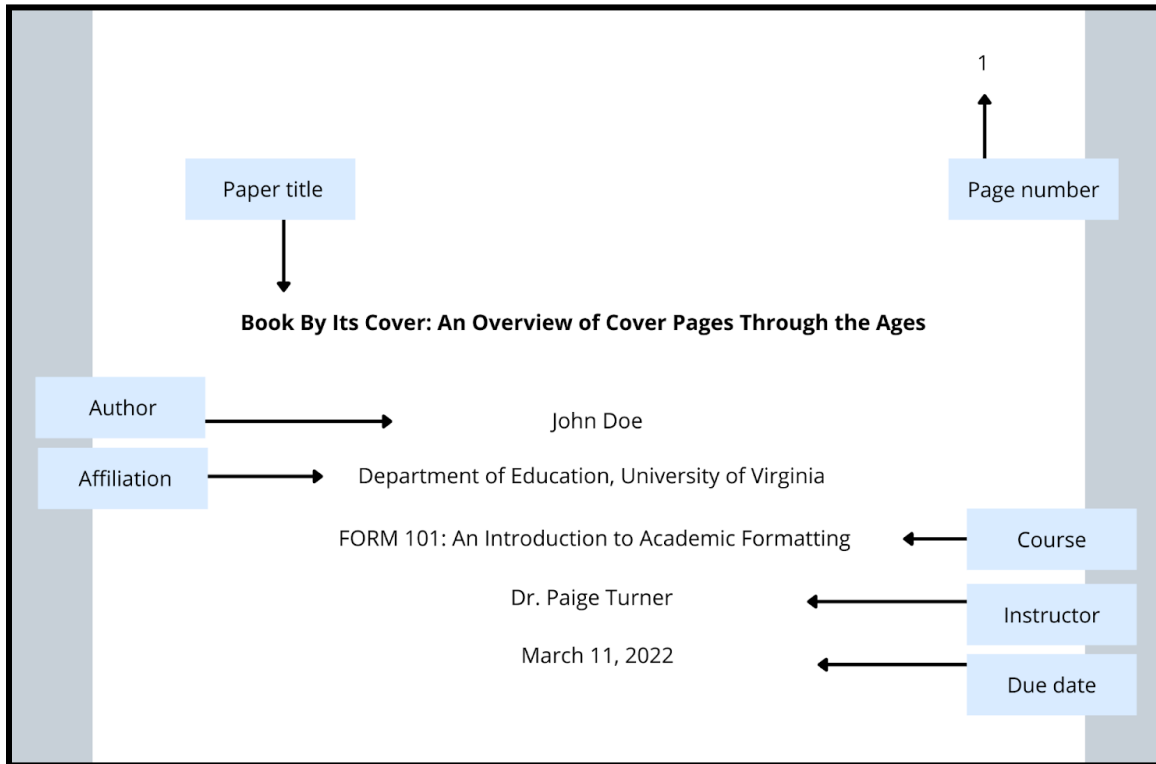 1
Paper title
Page number
Book By Its Cover: An Overview of Cover Pages Through the Ages
Author
John Doe
Affiliation
Department of Education, University of Virginia
FORM 101: An Introduction to Academic Formatting
Course
Dr. Paige Turner
Instructor
March 11, 2022
Due date